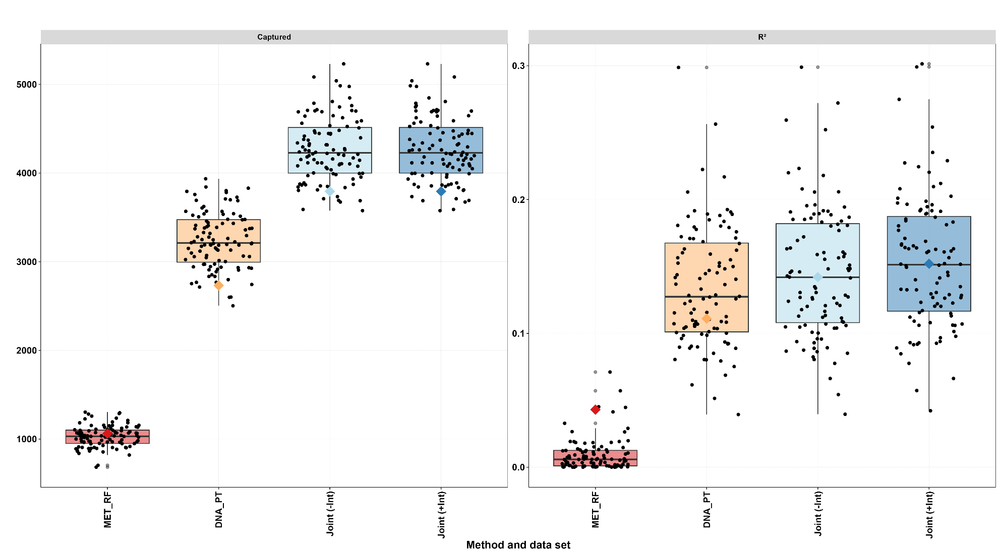 Captured
R²
5000
4000
3000
2000
1000
0.3
0.2
0.1
0.0
MET_RF
DNA_PT
Joint (-Int)
Joint (+Int)
MET_RF
DNA_PT
Joint (-Int)
Joint (+Int)
Method and data set